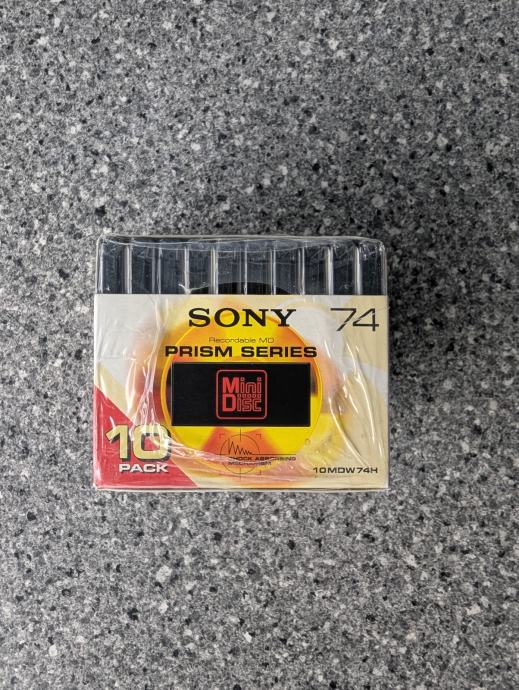 SONY 74
Recordable MD
PRISM SERIES
Mini
Disc
10
PACK
SHOCK ABSORBING
MECHANISM
10MDW74H